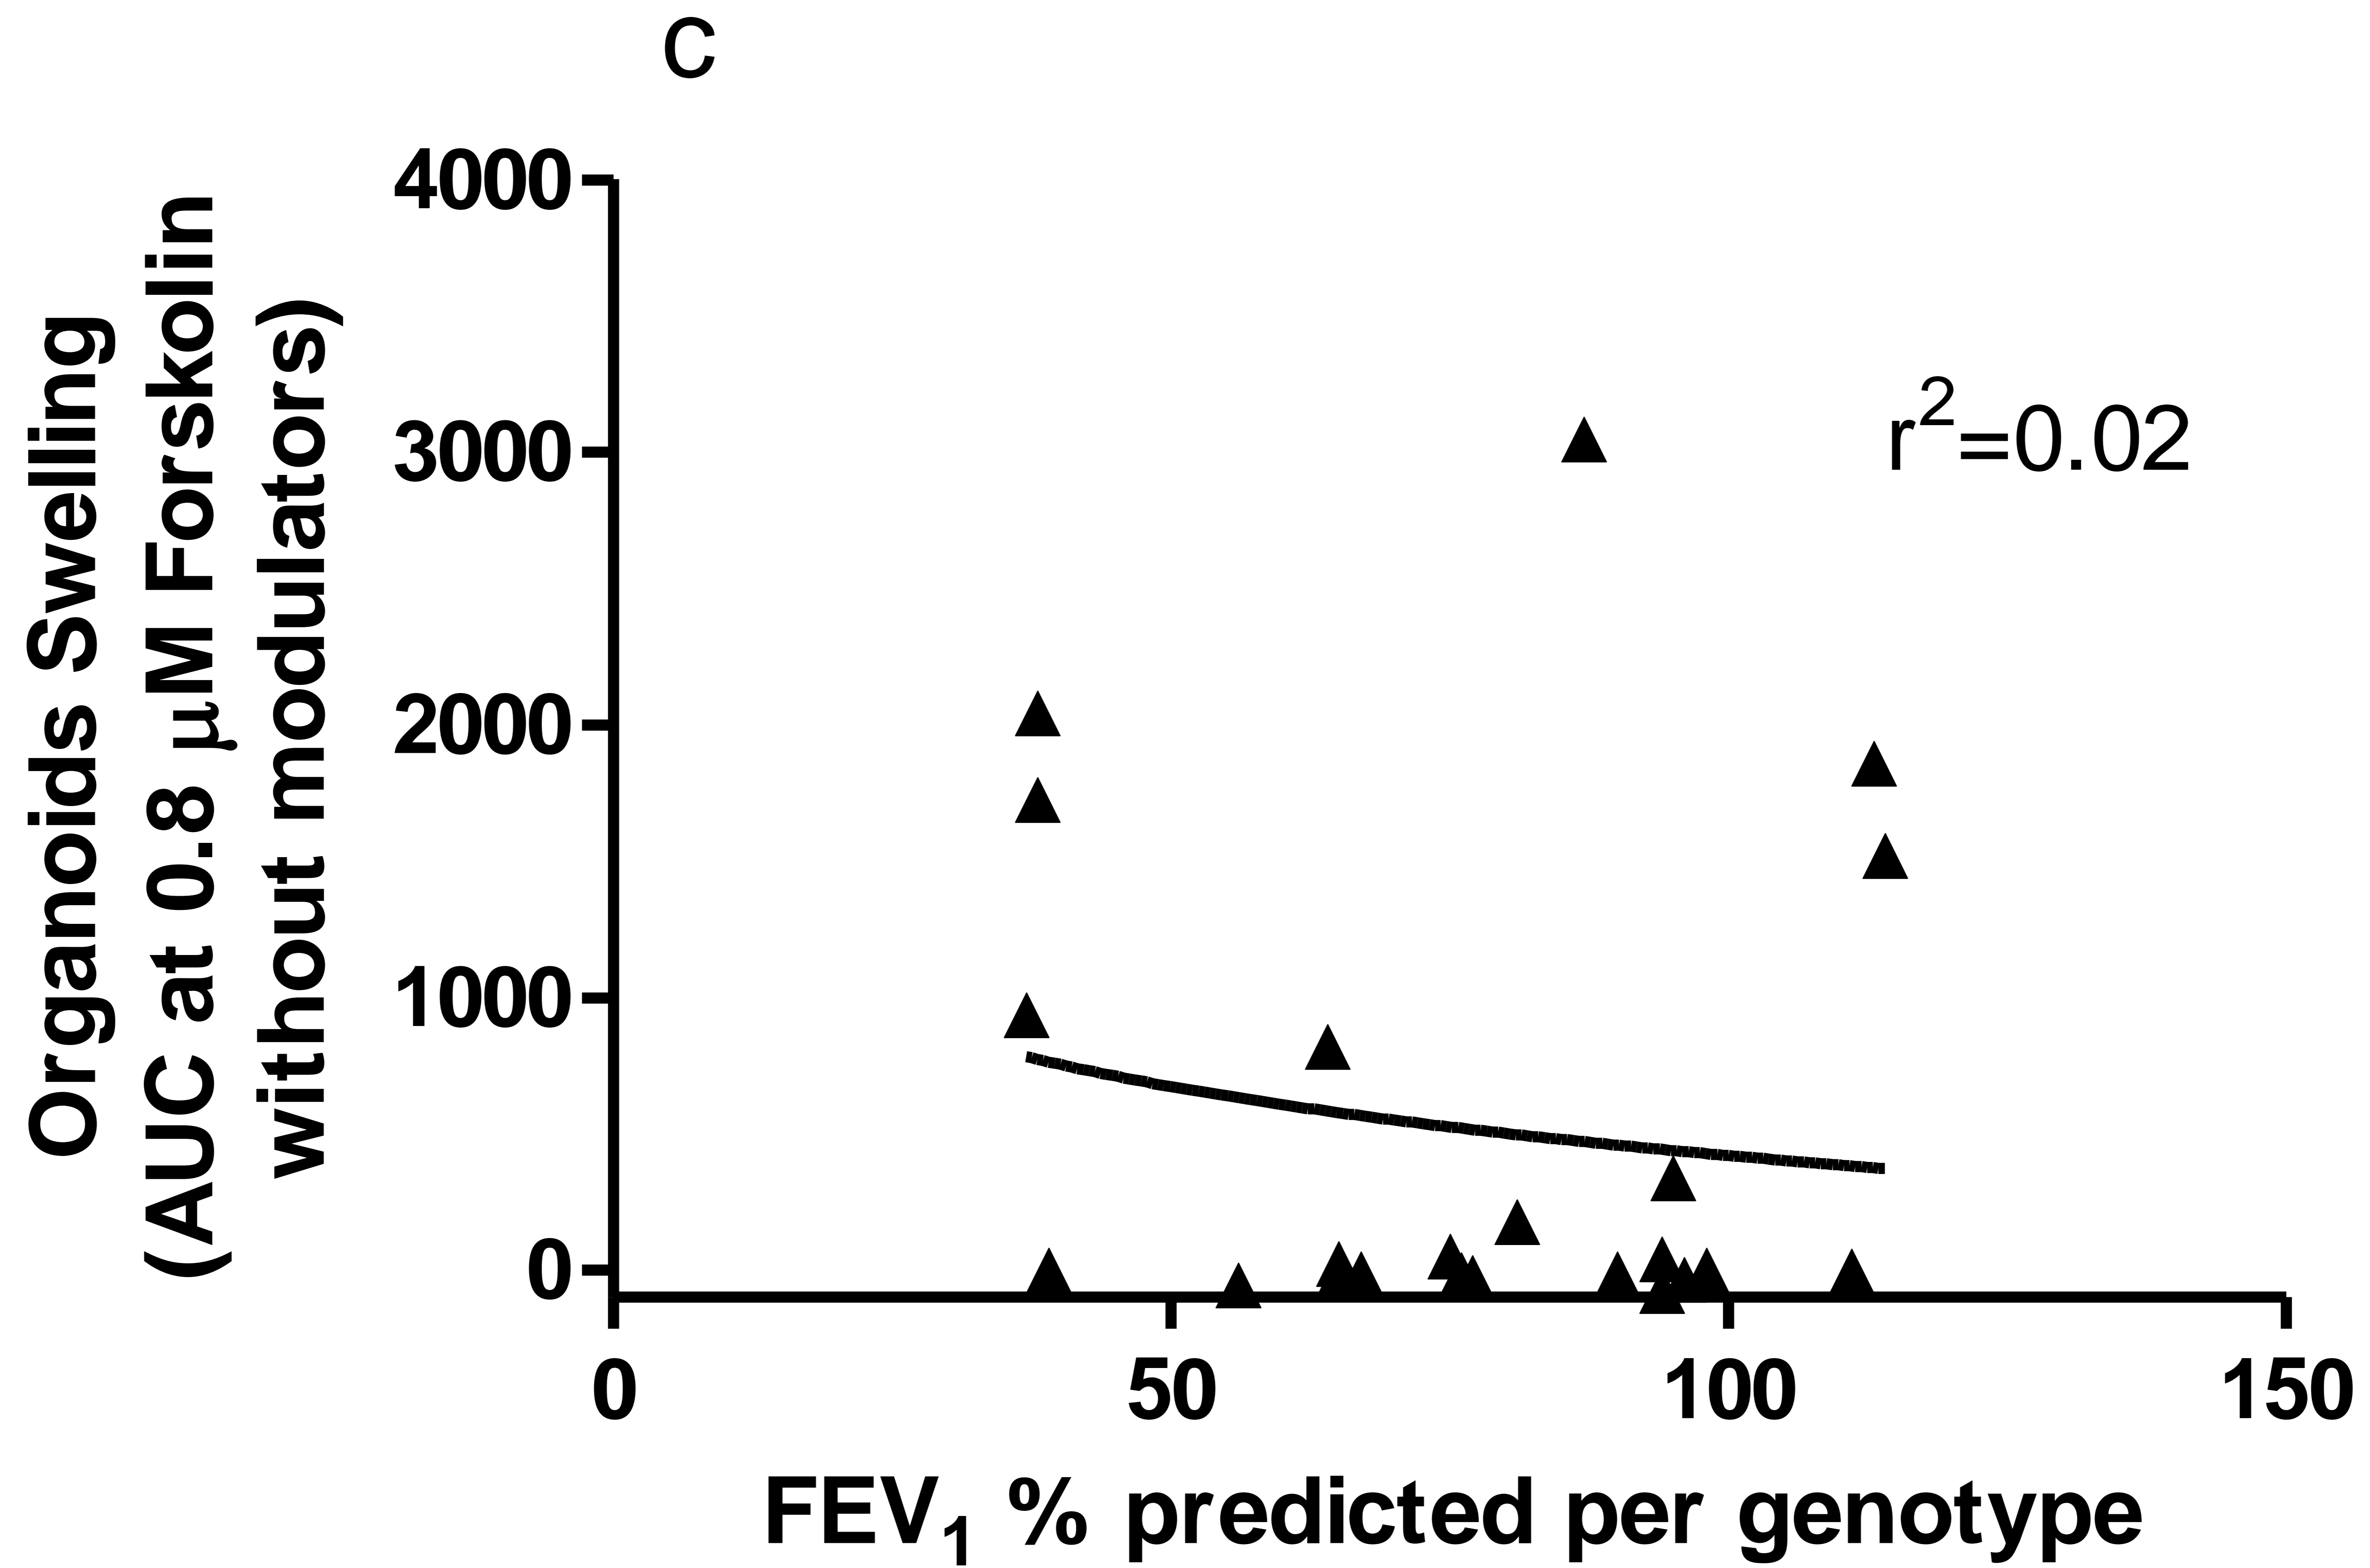 C
Organoids Swelling
(AUC at 0.8 μM Forskolin
without modulators)
4000
3000
2000
1000
0
r²=0.02
0
50
100
150
FEV₁ % predicted per genotype